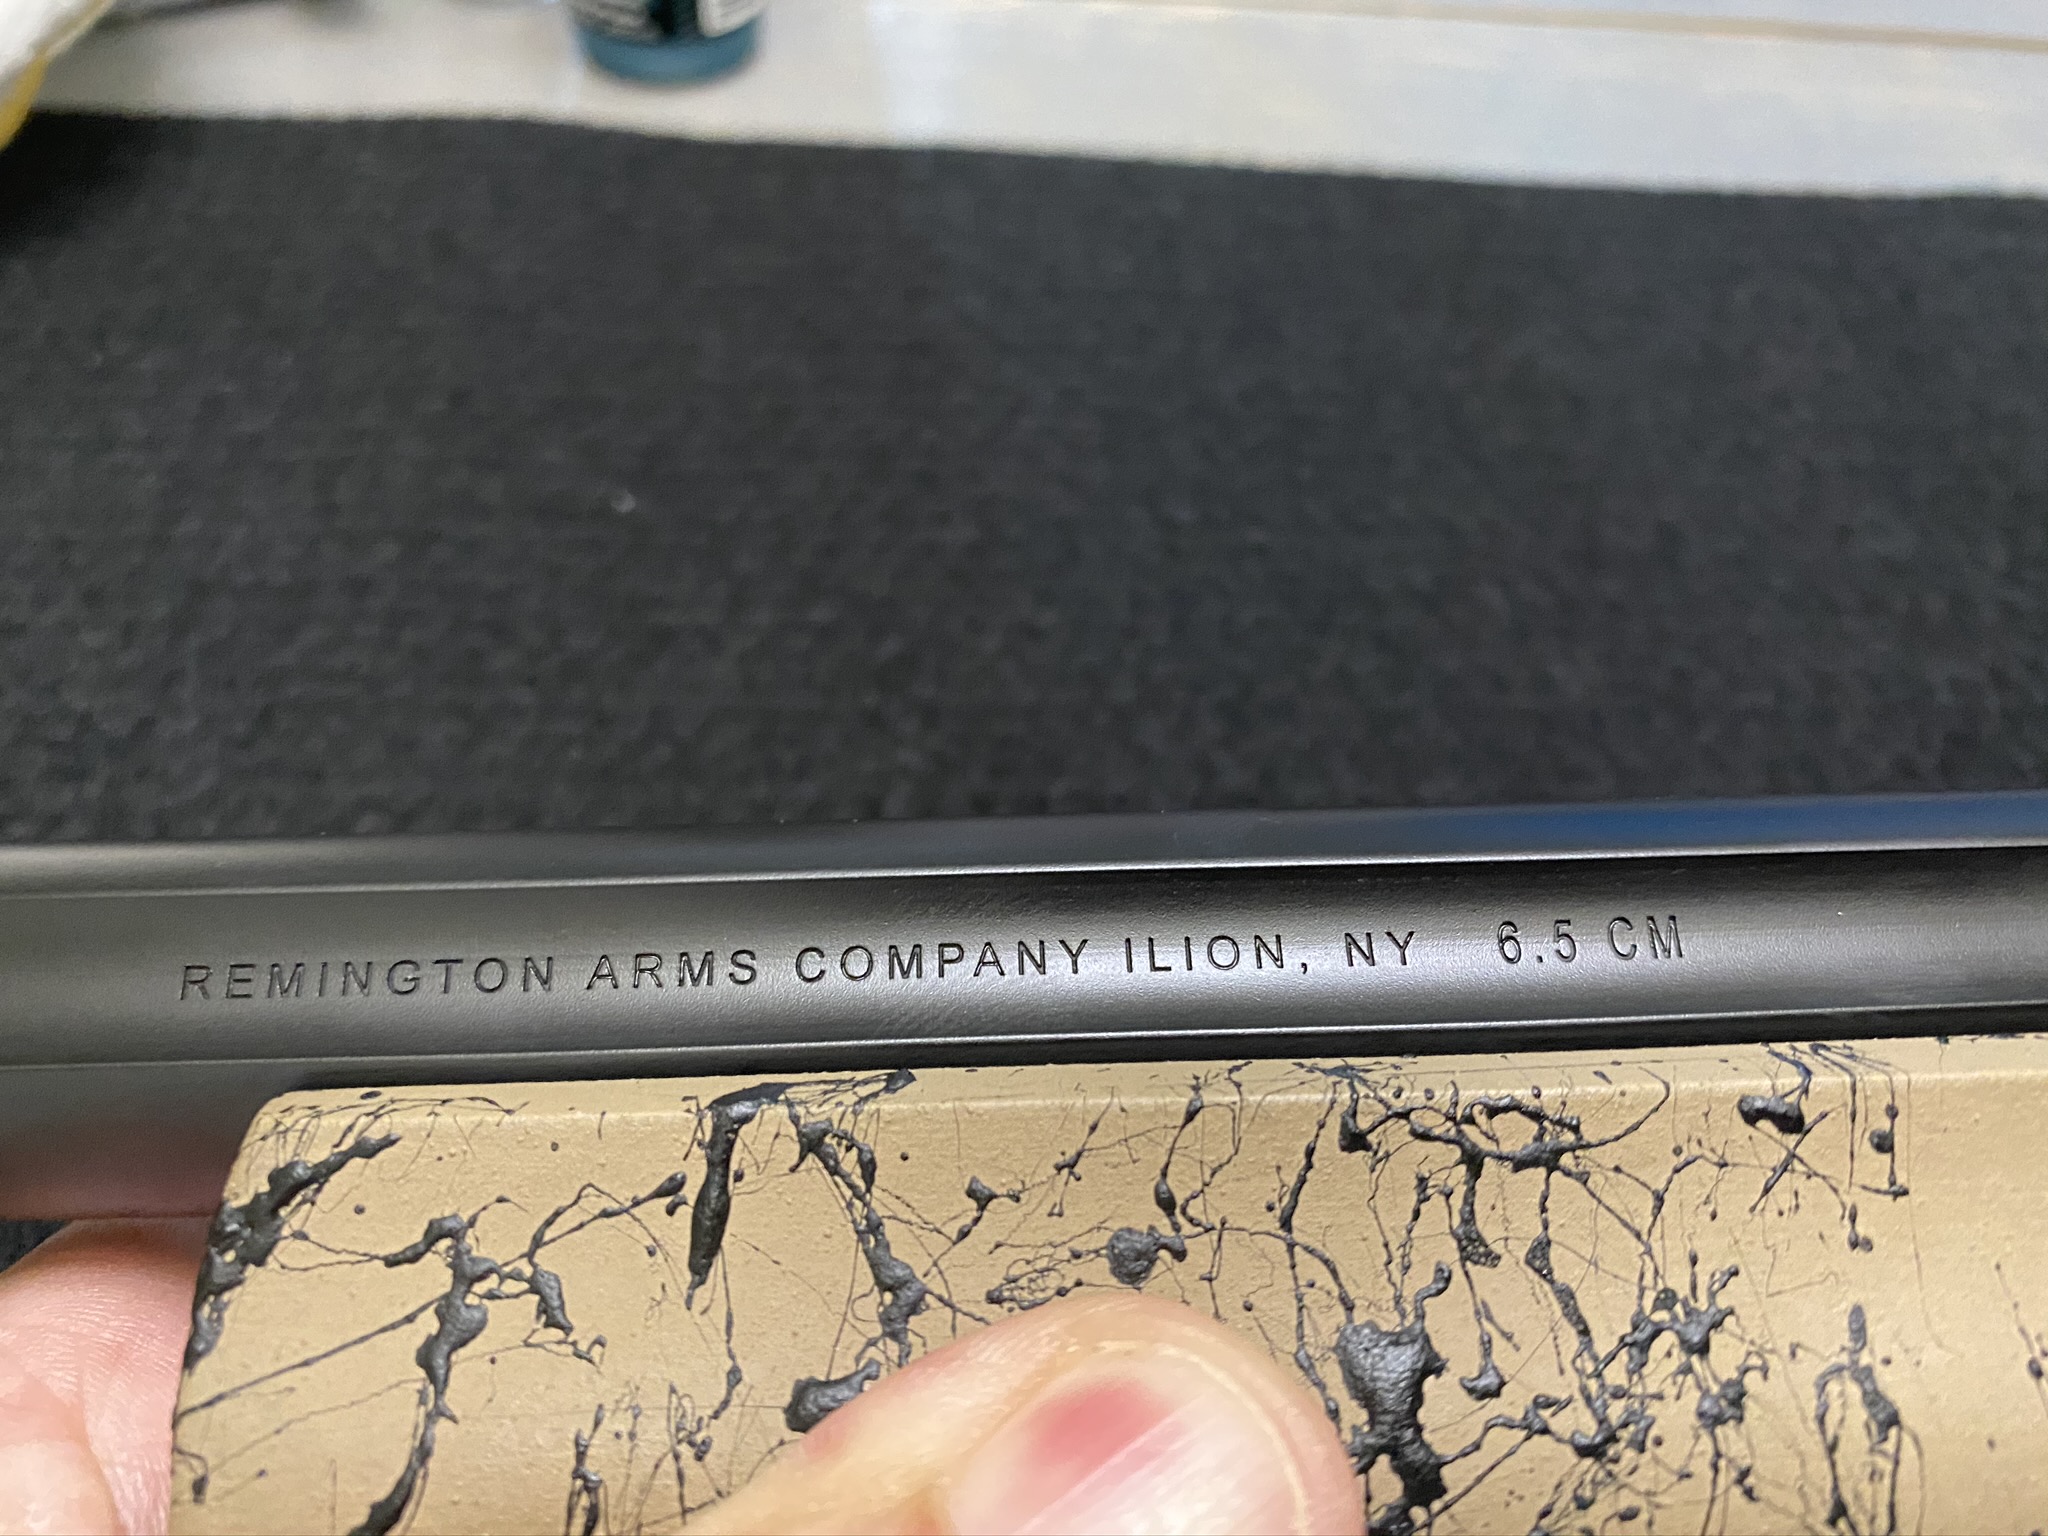 REMINGTON ARMS COMPANY ILION, NY 6.5 CM